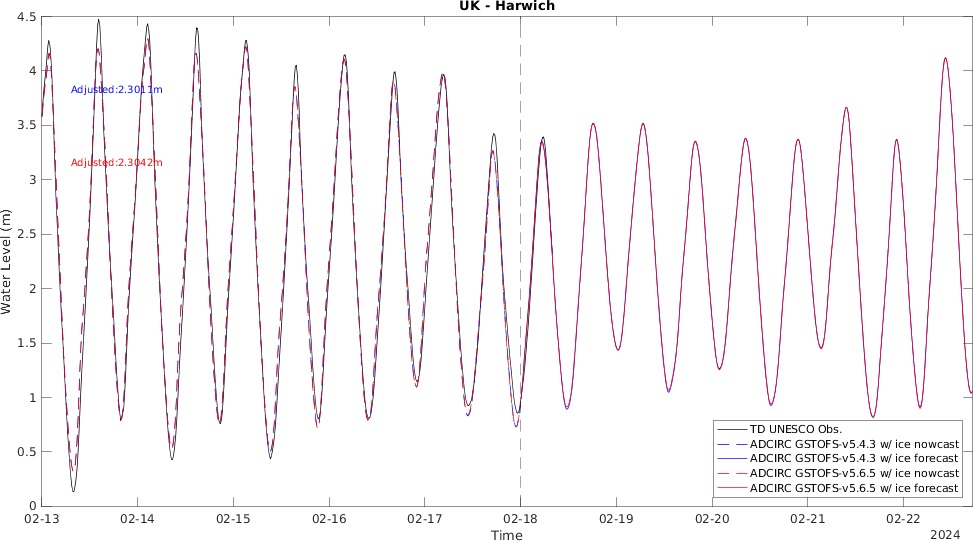 UK - Harwich
4.5
4
3.5
3
2.5
2
1.5
1
0.5
0
Water Level (m)
Adjusted:2.3011m
Adjusted:2.3042m
TD UNESCO Obs.
ADCIRC GSTOFS-v5.4.3 w/ ice nowcast
ADCIRC GSTOFS-v5.4.3 w/ ice forecast
ADCIRC GSTOFS-v5.6.5 w/ ice nowcast
ADCIRC GSTOFS-v5.6.5 w/ ice forecast
02-13 02-14 02-15 02-16 02-17 02-18 02-19 02-20 02-21 02-22
Time
2024